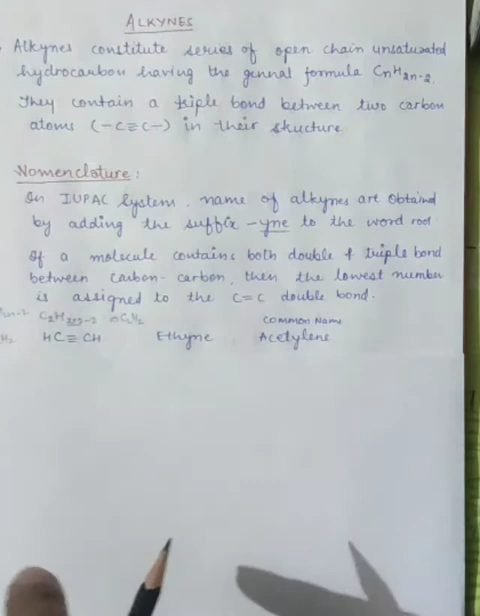 ALKYNES
Alkynes constitute series of open chain unsaturated
hydrocarbon having the general formula CnH2n-2.
They contain a triple bond between two carbon
atoms (-C≡C-) in their structure.
Nomenclature:
In IUPAC System, name of alkynes are obtained
by adding the suffix -yne to the word root
If a molecule contains both double & triple bond
between carbon-carbon, then the lowest number
is assigned to the C=C double bond.
C2H2×2-2 = C2H2 COMMON NAME
HC≡CH Ethyne Acetylene